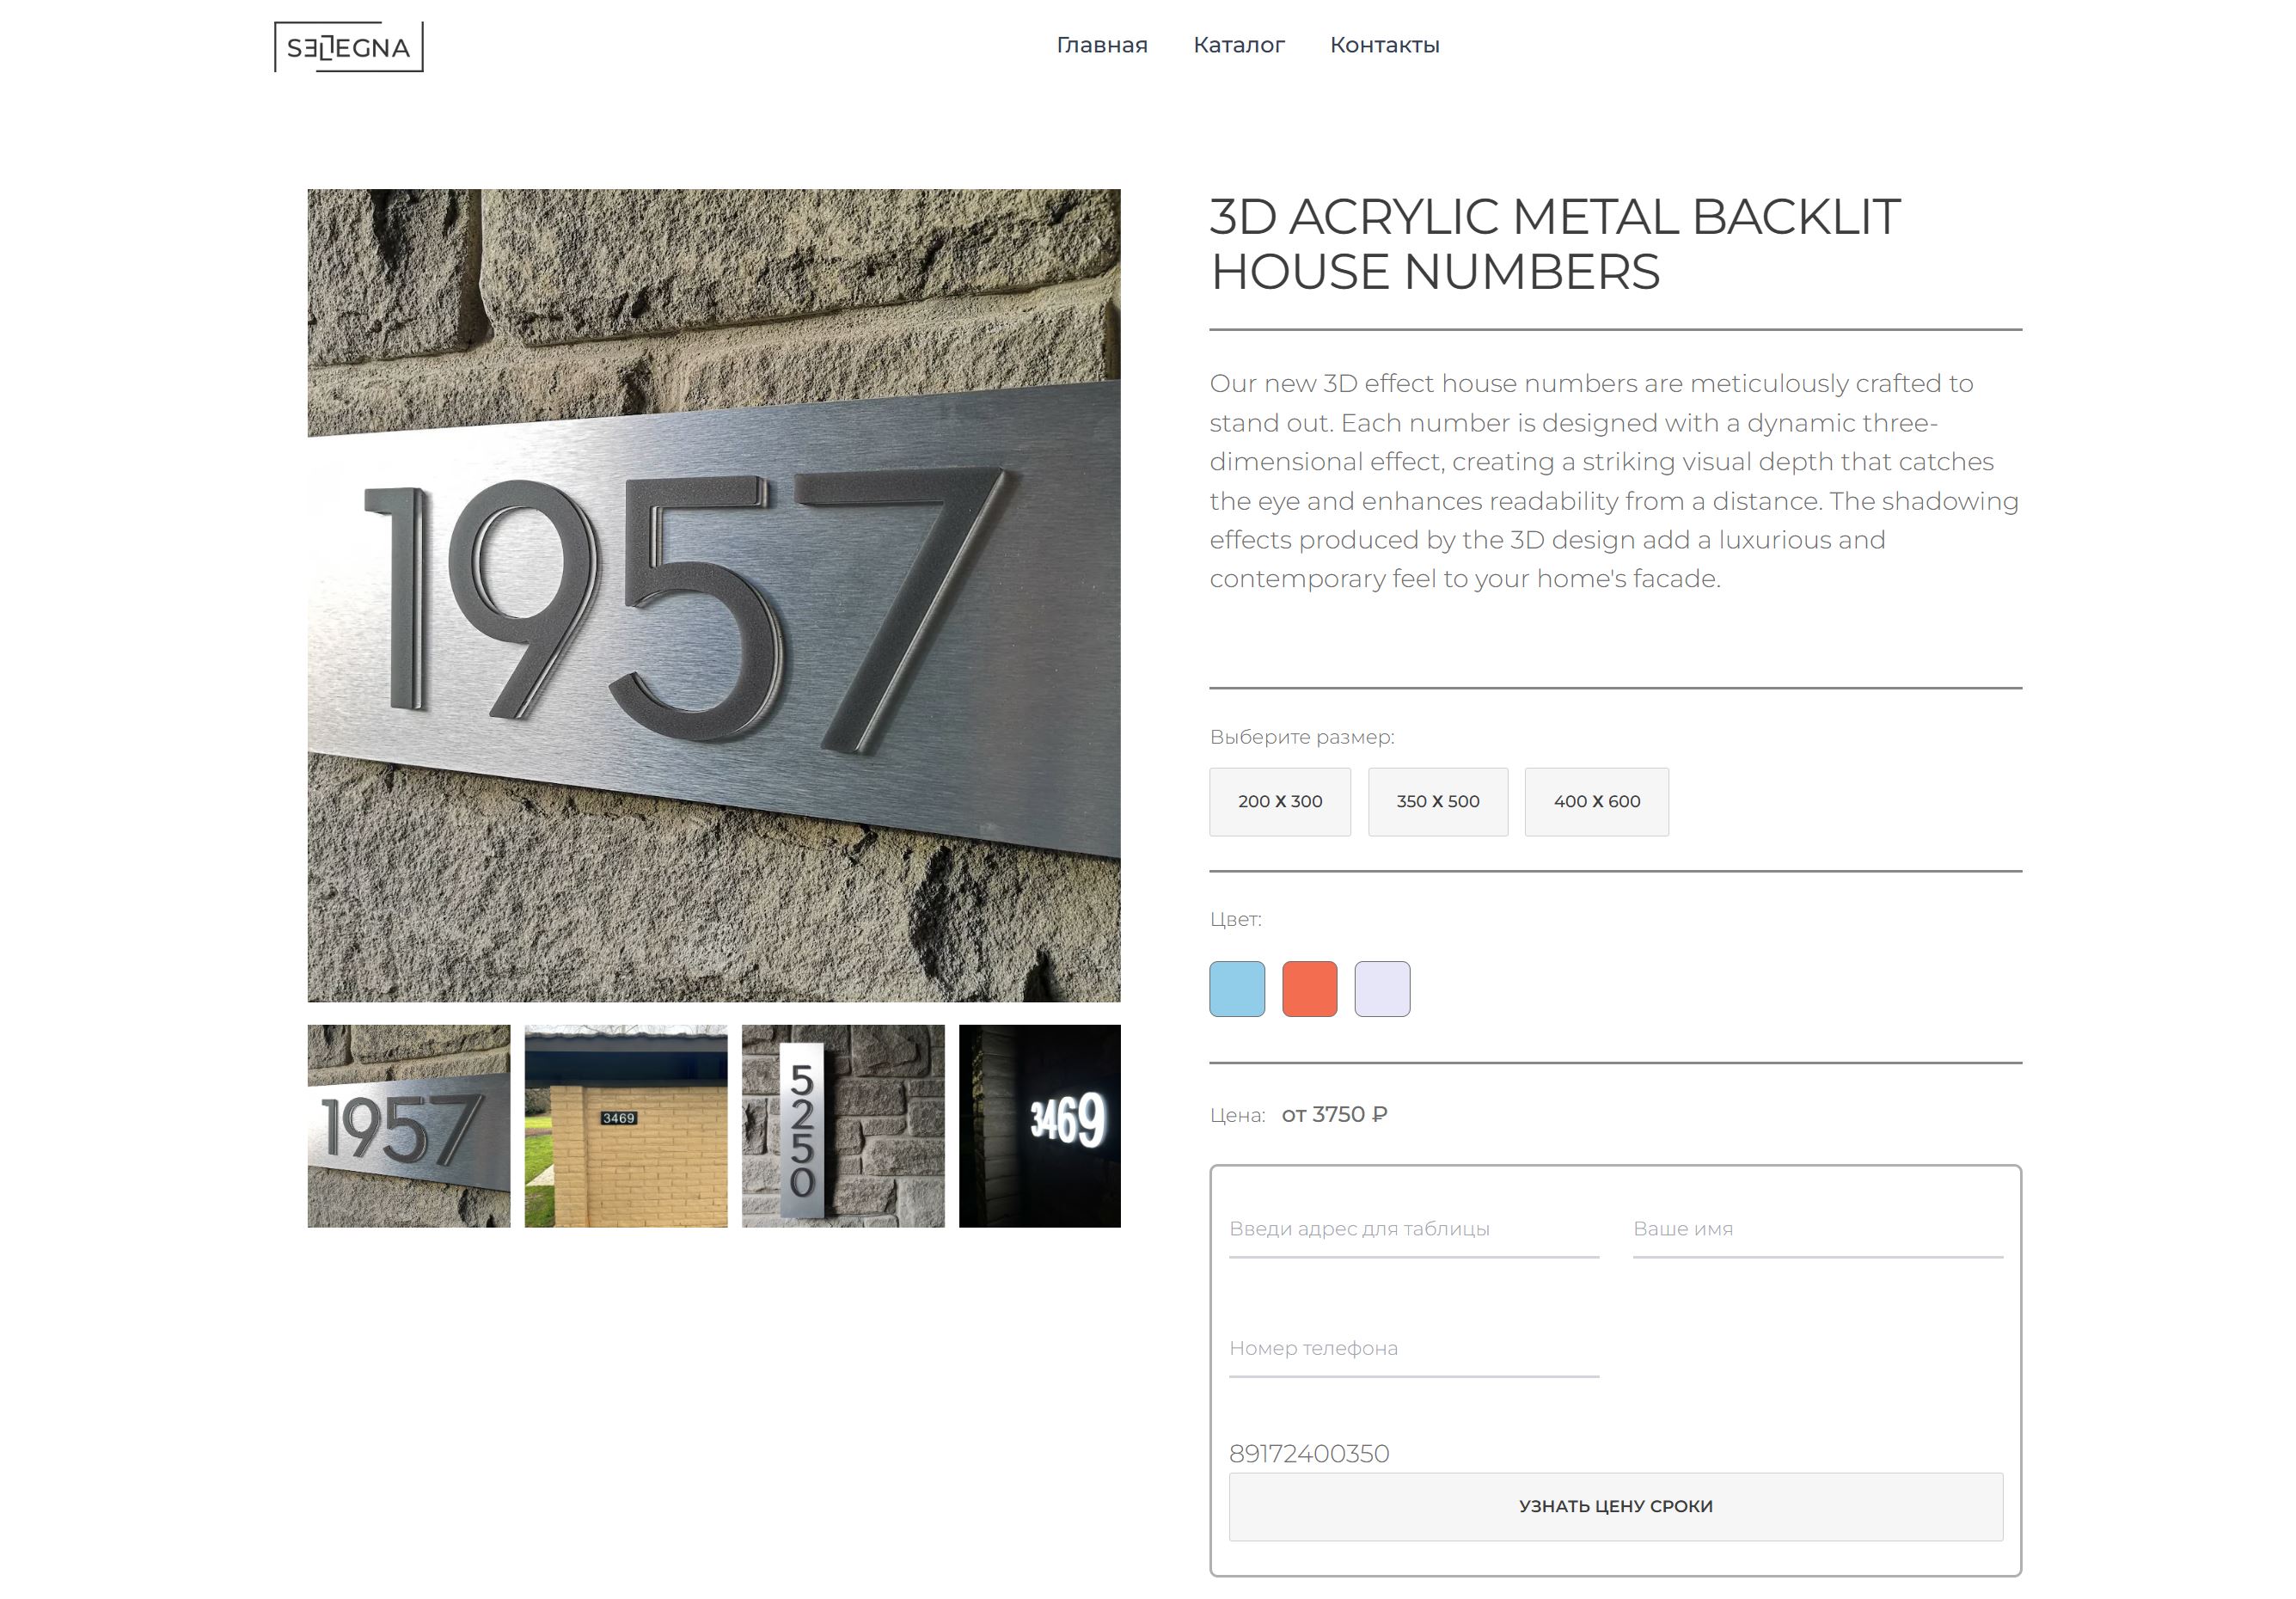 SELLEGNA
Главная Каталог Контакты
3D ACRYLIC METAL BACKLIT
HOUSE NUMBERS
Our new 3D effect house numbers are meticulously crafted to
stand out. Each number is designed with a dynamic three-
dimensional effect, creating a striking visual depth that catches
the eye and enhances readability from a distance. The shadowing
effects produced by the 3D design add a luxurious and
contemporary feel to your home's facade.
1957
Выберите размер:
200 X 300
350 X 500
400 X 600
Цвет:
1957
3469
5
2
5
0
3469
Цена: от 3750 ₽
Введи адрес для таблицы
Ваше имя
Номер телефона
89172400350
УЗНАТЬ ЦЕНУ СРОКИ